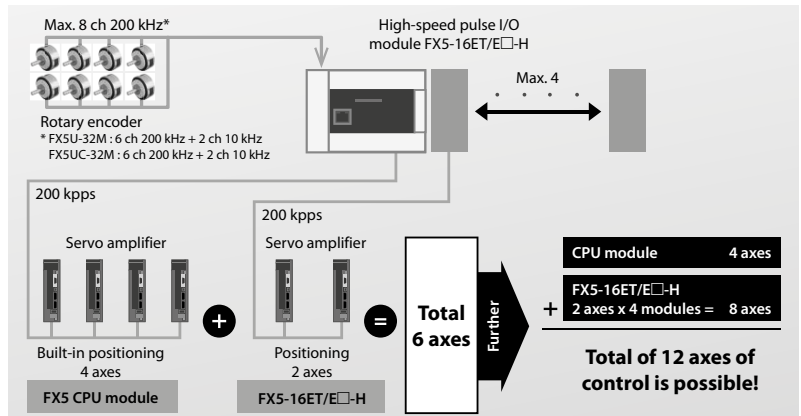 Max. 8 ch 200 kHz*
High-speed pulse I/O
module FX5-16ET/E□-H
Max. 4
Rotary encoder
* FX5U-32M : 6 ch 200 kHz + 2 ch 10 kHz
FX5UC-32M : 6 ch 200 kHz + 2 ch 10 kHz
200 kpps
200 kpps
Servo amplifier
Servo amplifier
+
=
Total
6 axes
Further
CPU module 4 axes
+
FX5-16ET/E□-H
2 axes x 4 modules = 8 axes
Total of 12 axes of
control is possible!
Built-in positioning
4 axes
FX5 CPU module
Positioning
2 axes
FX5-16ET/E□-H